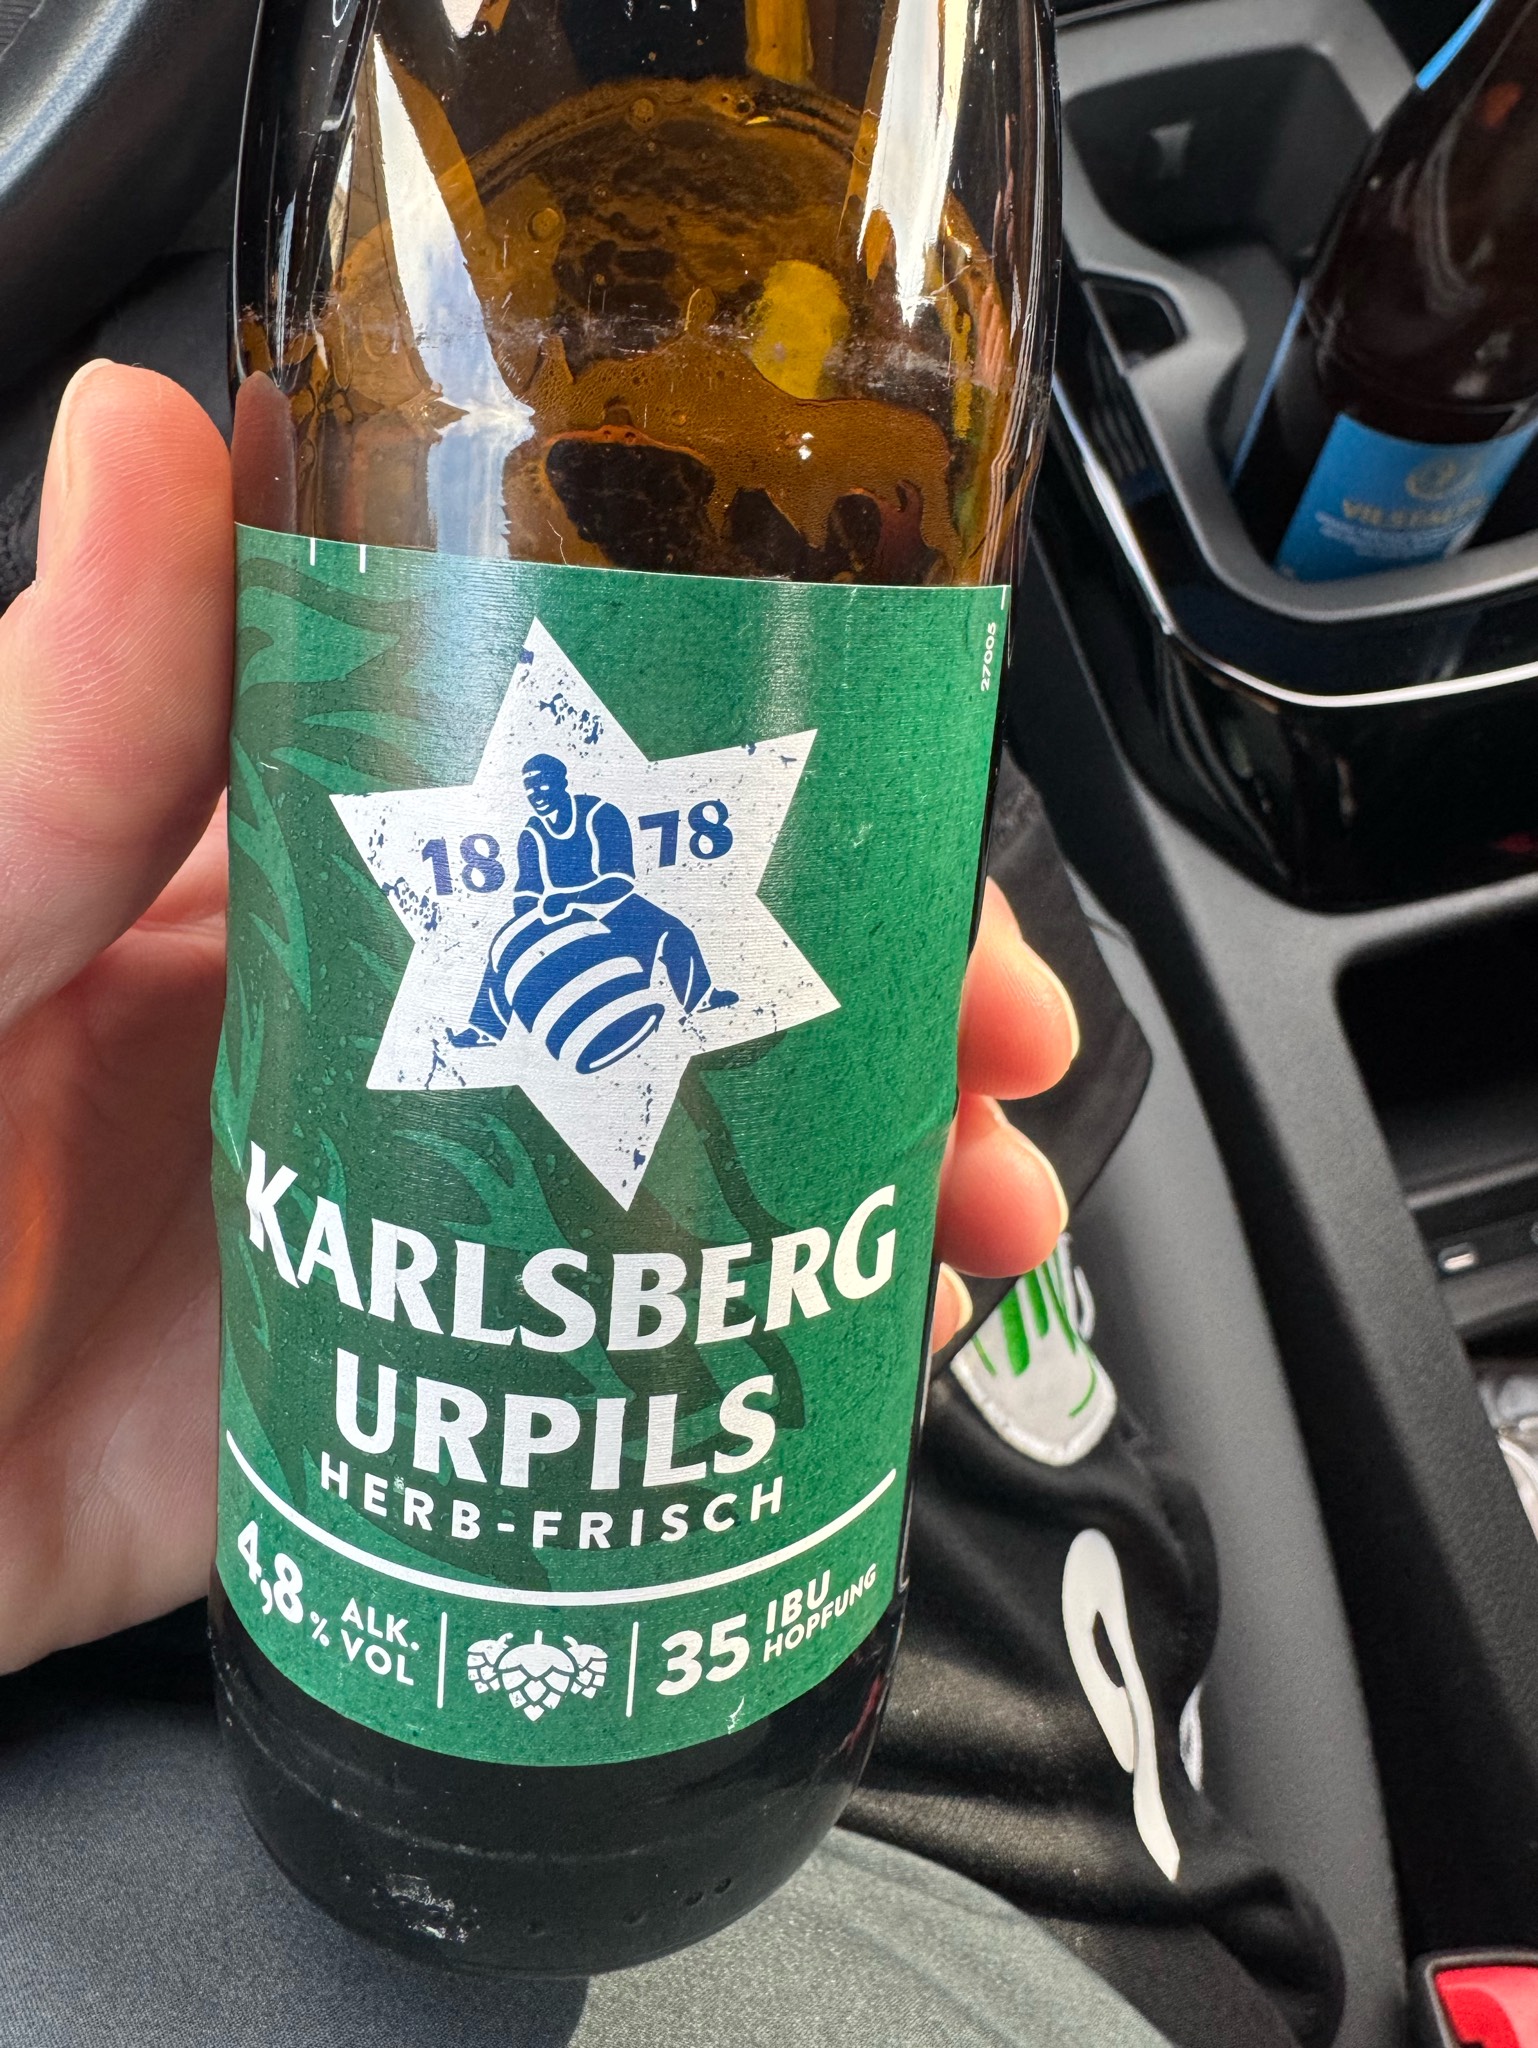 27005
18 78
KARLSBERG
URPILS
HERB-FRISCH
4,8 % ALK. VOL
35 IBU HOPFUNG